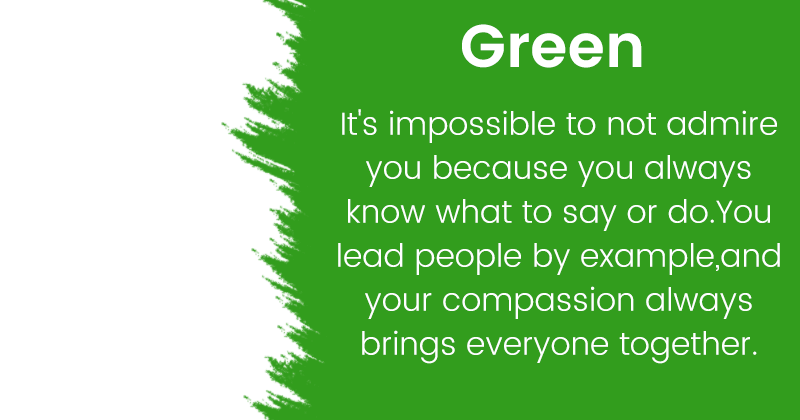 Green
It's impossible to not admire
you because you always
know what to say or do.You
lead people by example,and
your compassion always
brings everyone together.